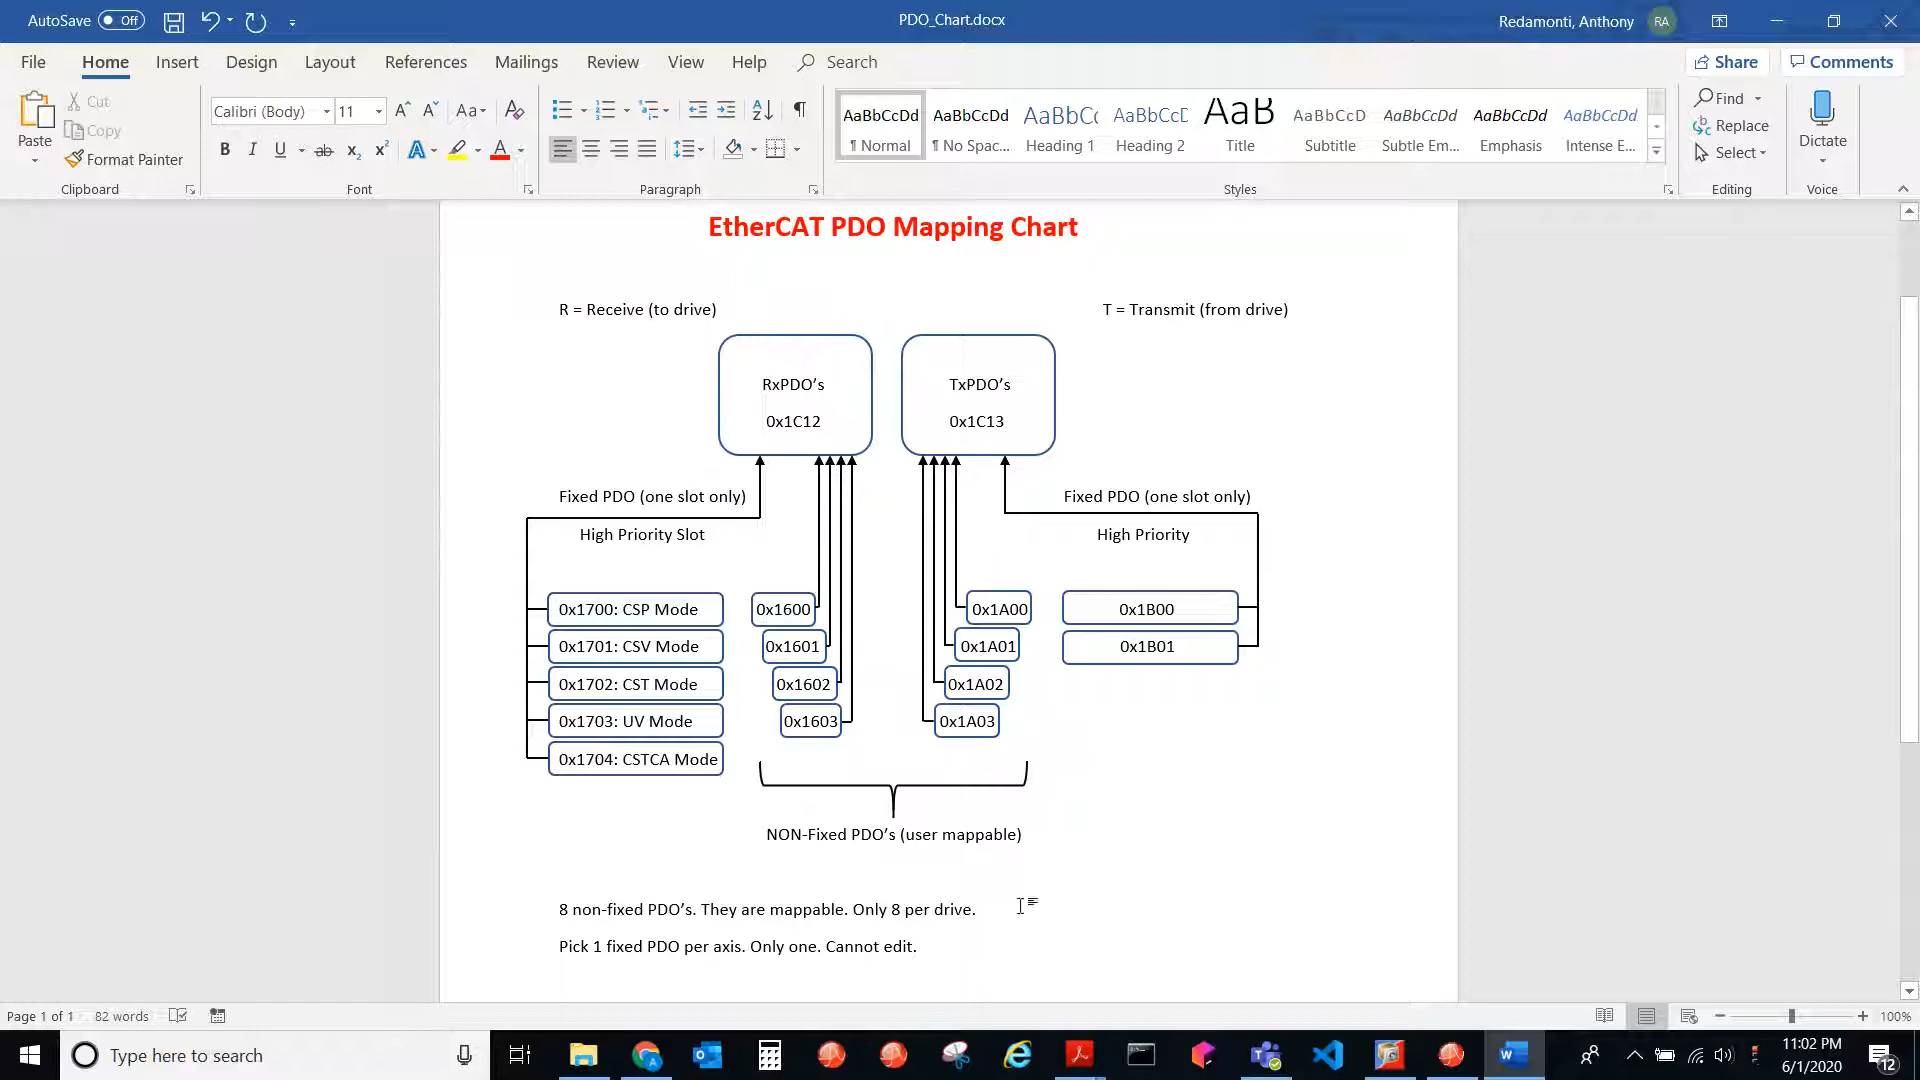 AutoSave Off
PDO_Chart.docx
Redamonti, Anthony RA
File Home Insert Design Layout References Mailings Review View Help Search
Share Comments
Paste
Cut
Copy
Format Painter
Clipboard
Calibri (Body) 11
Font
Paragraph
AaBbCcDd AaBbCcDd AaBbCc AaBbCcD AaB AaBbCcD AaBbCcDd AaBbCcDd AaBbCcDd
¶ Normal ¶ No Spac... Heading 1 Heading 2 Title Subtitle Subtle Em... Emphasis Intense E...
Styles
Find
Replace
Select
Editing
Dictate
Voice
EtherCAT PDO Mapping Chart
R = Receive (to drive) T = Transmit (from drive)
RxPDO’s TxPDO’s
0x1C12 0x1C13
Fixed PDO (one slot only) Fixed PDO (one slot only)
High Priority Slot High Priority
0x1700: CSP Mode 0x1600 0x1A00 0x1B00
0x1701: CSV Mode 0x1601 0x1A01 0x1B01
0x1702: CST Mode 0x1602 0x1A02
0x1703: UV Mode 0x1603 0x1A03
0x1704: CSTCA Mode
NON-Fixed PDO’s (user mappable)
8 non-fixed PDO’s. They are mappable. Only 8 per drive.
Pick 1 fixed PDO per axis. Only one. Cannot edit.
Page 1 of 1 82 words
100%
Type here to search
11:02 PM
6/1/2020
12